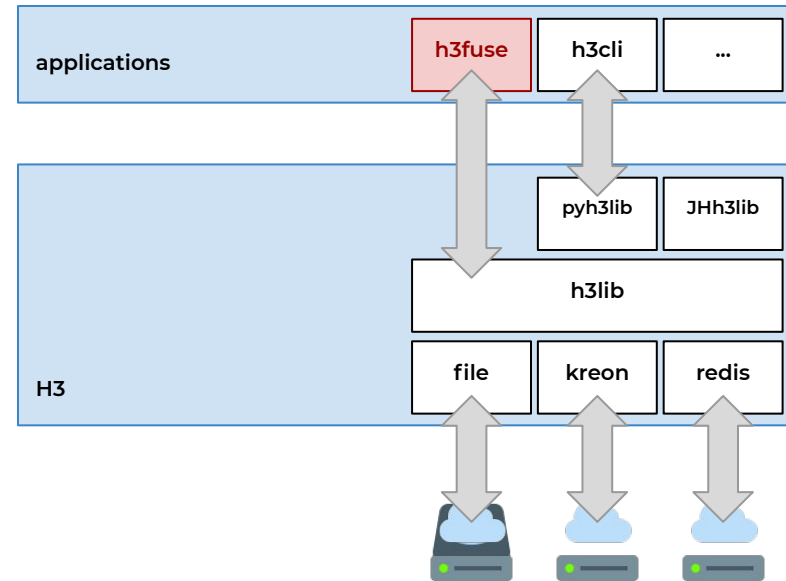 applications
h3fuse
h3cli
...
pyh3lib
JHh3lib
h3lib
file
kreon
redis
H3